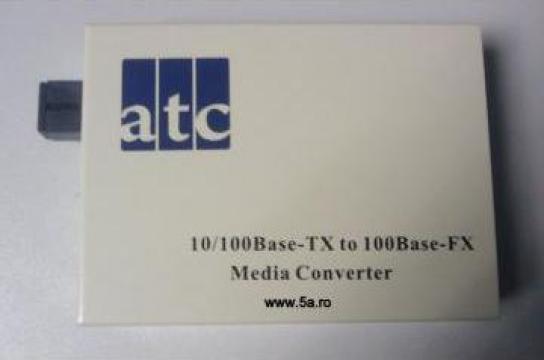 atc
10/100Base-TX to 100Base-FX
Media Converter
www.5a.ro